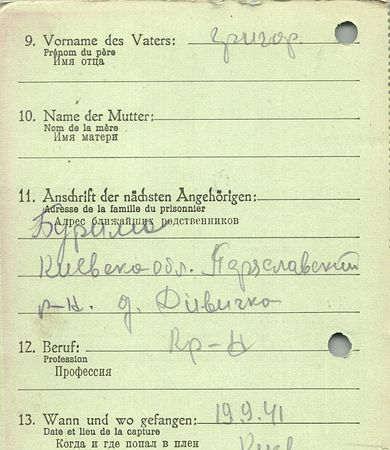 9. Vorname des Vaters: григор.
Prénom du père
Имя отца
10. Name der Mutter:
Nom de la mère
Имя матери
11. Anschrift der nächsten Angehörigen:
Adresse de la famille du prisonnier
Адрес ближайших родственников
Бурима
Киевская обл. Переславский
р-н. д. Дивичка
12. Beruf: Кр-н
Profession
Профессия
13. Wann und wo gefangen: 19.9.41
Date et lieu de la capture
Когда и где попал в плен Киев